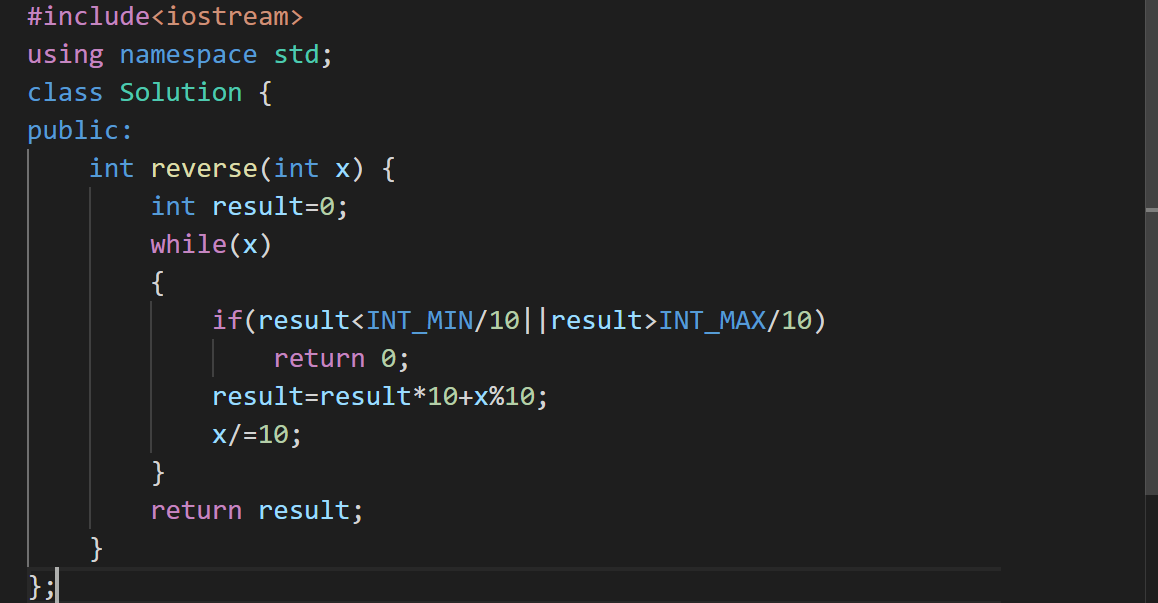 #include<iostream>
using namespace std;
class Solution {
public:
    int reverse(int x) {
        int result=0;
        while(x)
        {
            if(result<INT_MIN/10||result>INT_MAX/10)
                return 0;
            result=result*10+x%10;
            x/=10;
        }
        return result;
    }
};